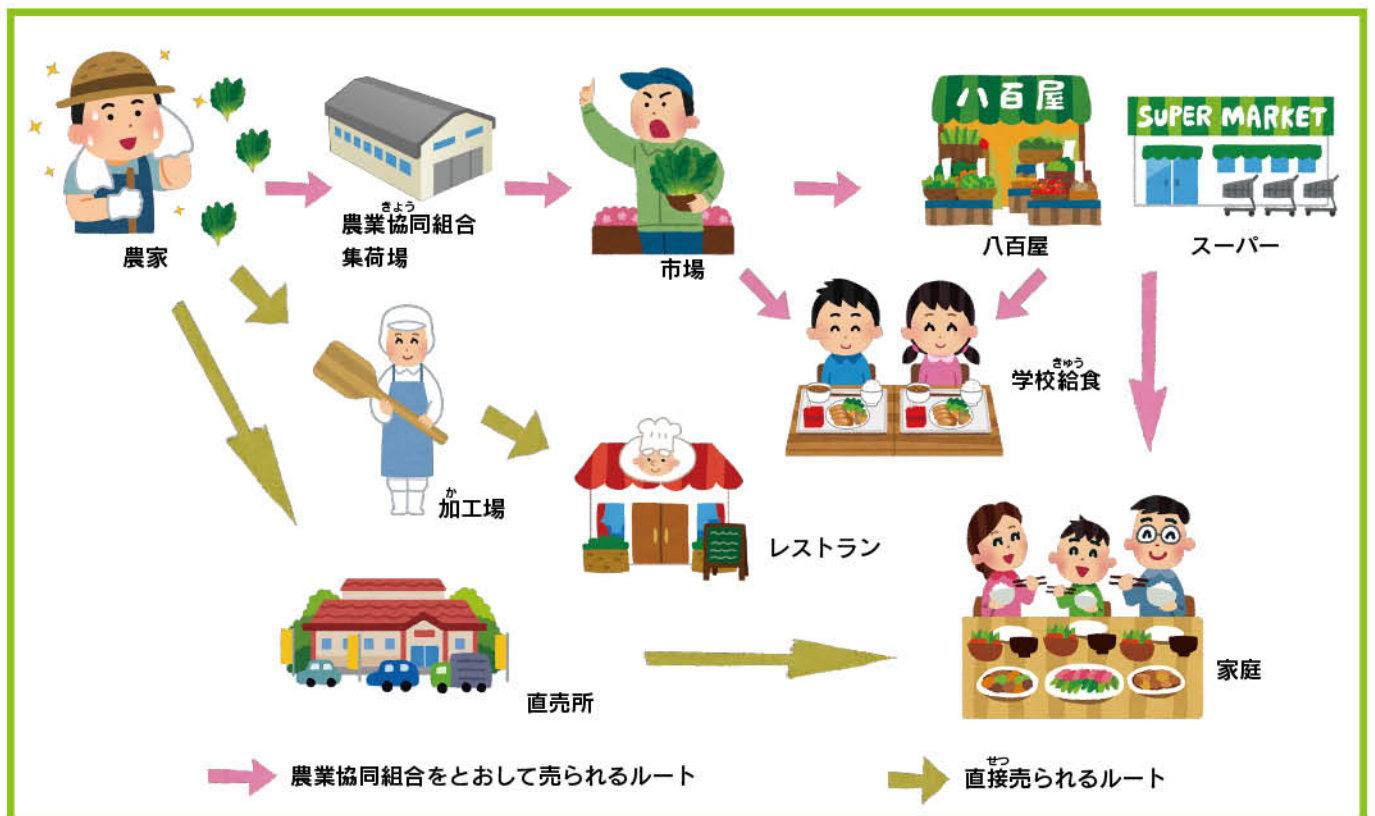 八百屋
SUPER MARKET
農家
きょう
農業協同組合
集荷場
市場
八百屋
スーパー
きゅう
学校給食
か
加工場
レストラン
直売所
家庭
農業協同組合をとおして売られるルート
せつ
直接売られるルート